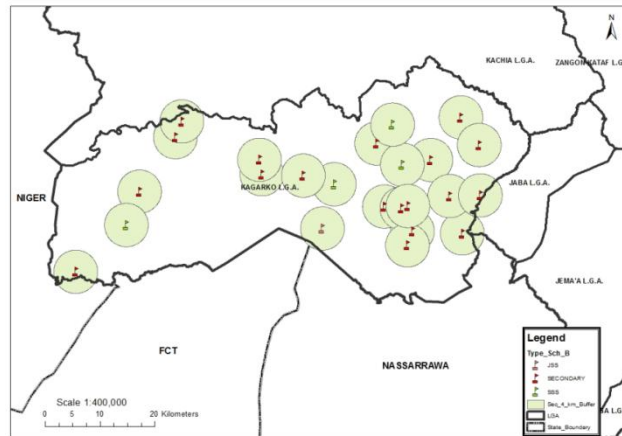 KACHIA L.G.A.
ZANGON KATAF L.G
N
NIGER
KAGARKO L.G.A.
JABA L.G.A.
JEMA'A L.G.A.
FCT
NASSARRAWA
Scale 1:400,000
10 5 0 10 20 Kilometers
Legend
Type_Sch_B
JSS
SECONDARY
SSS
Sec_4_km_Buffer
LGA
State_Boundary